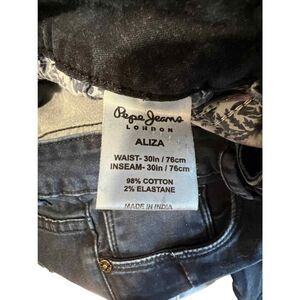 Pepe Jeans
LONDON
ALIZA
WAIST- 30in / 76cm
INSEAM- 30in / 76cm
98% COTTON
2% ELASTANE
MADE IN INDIA